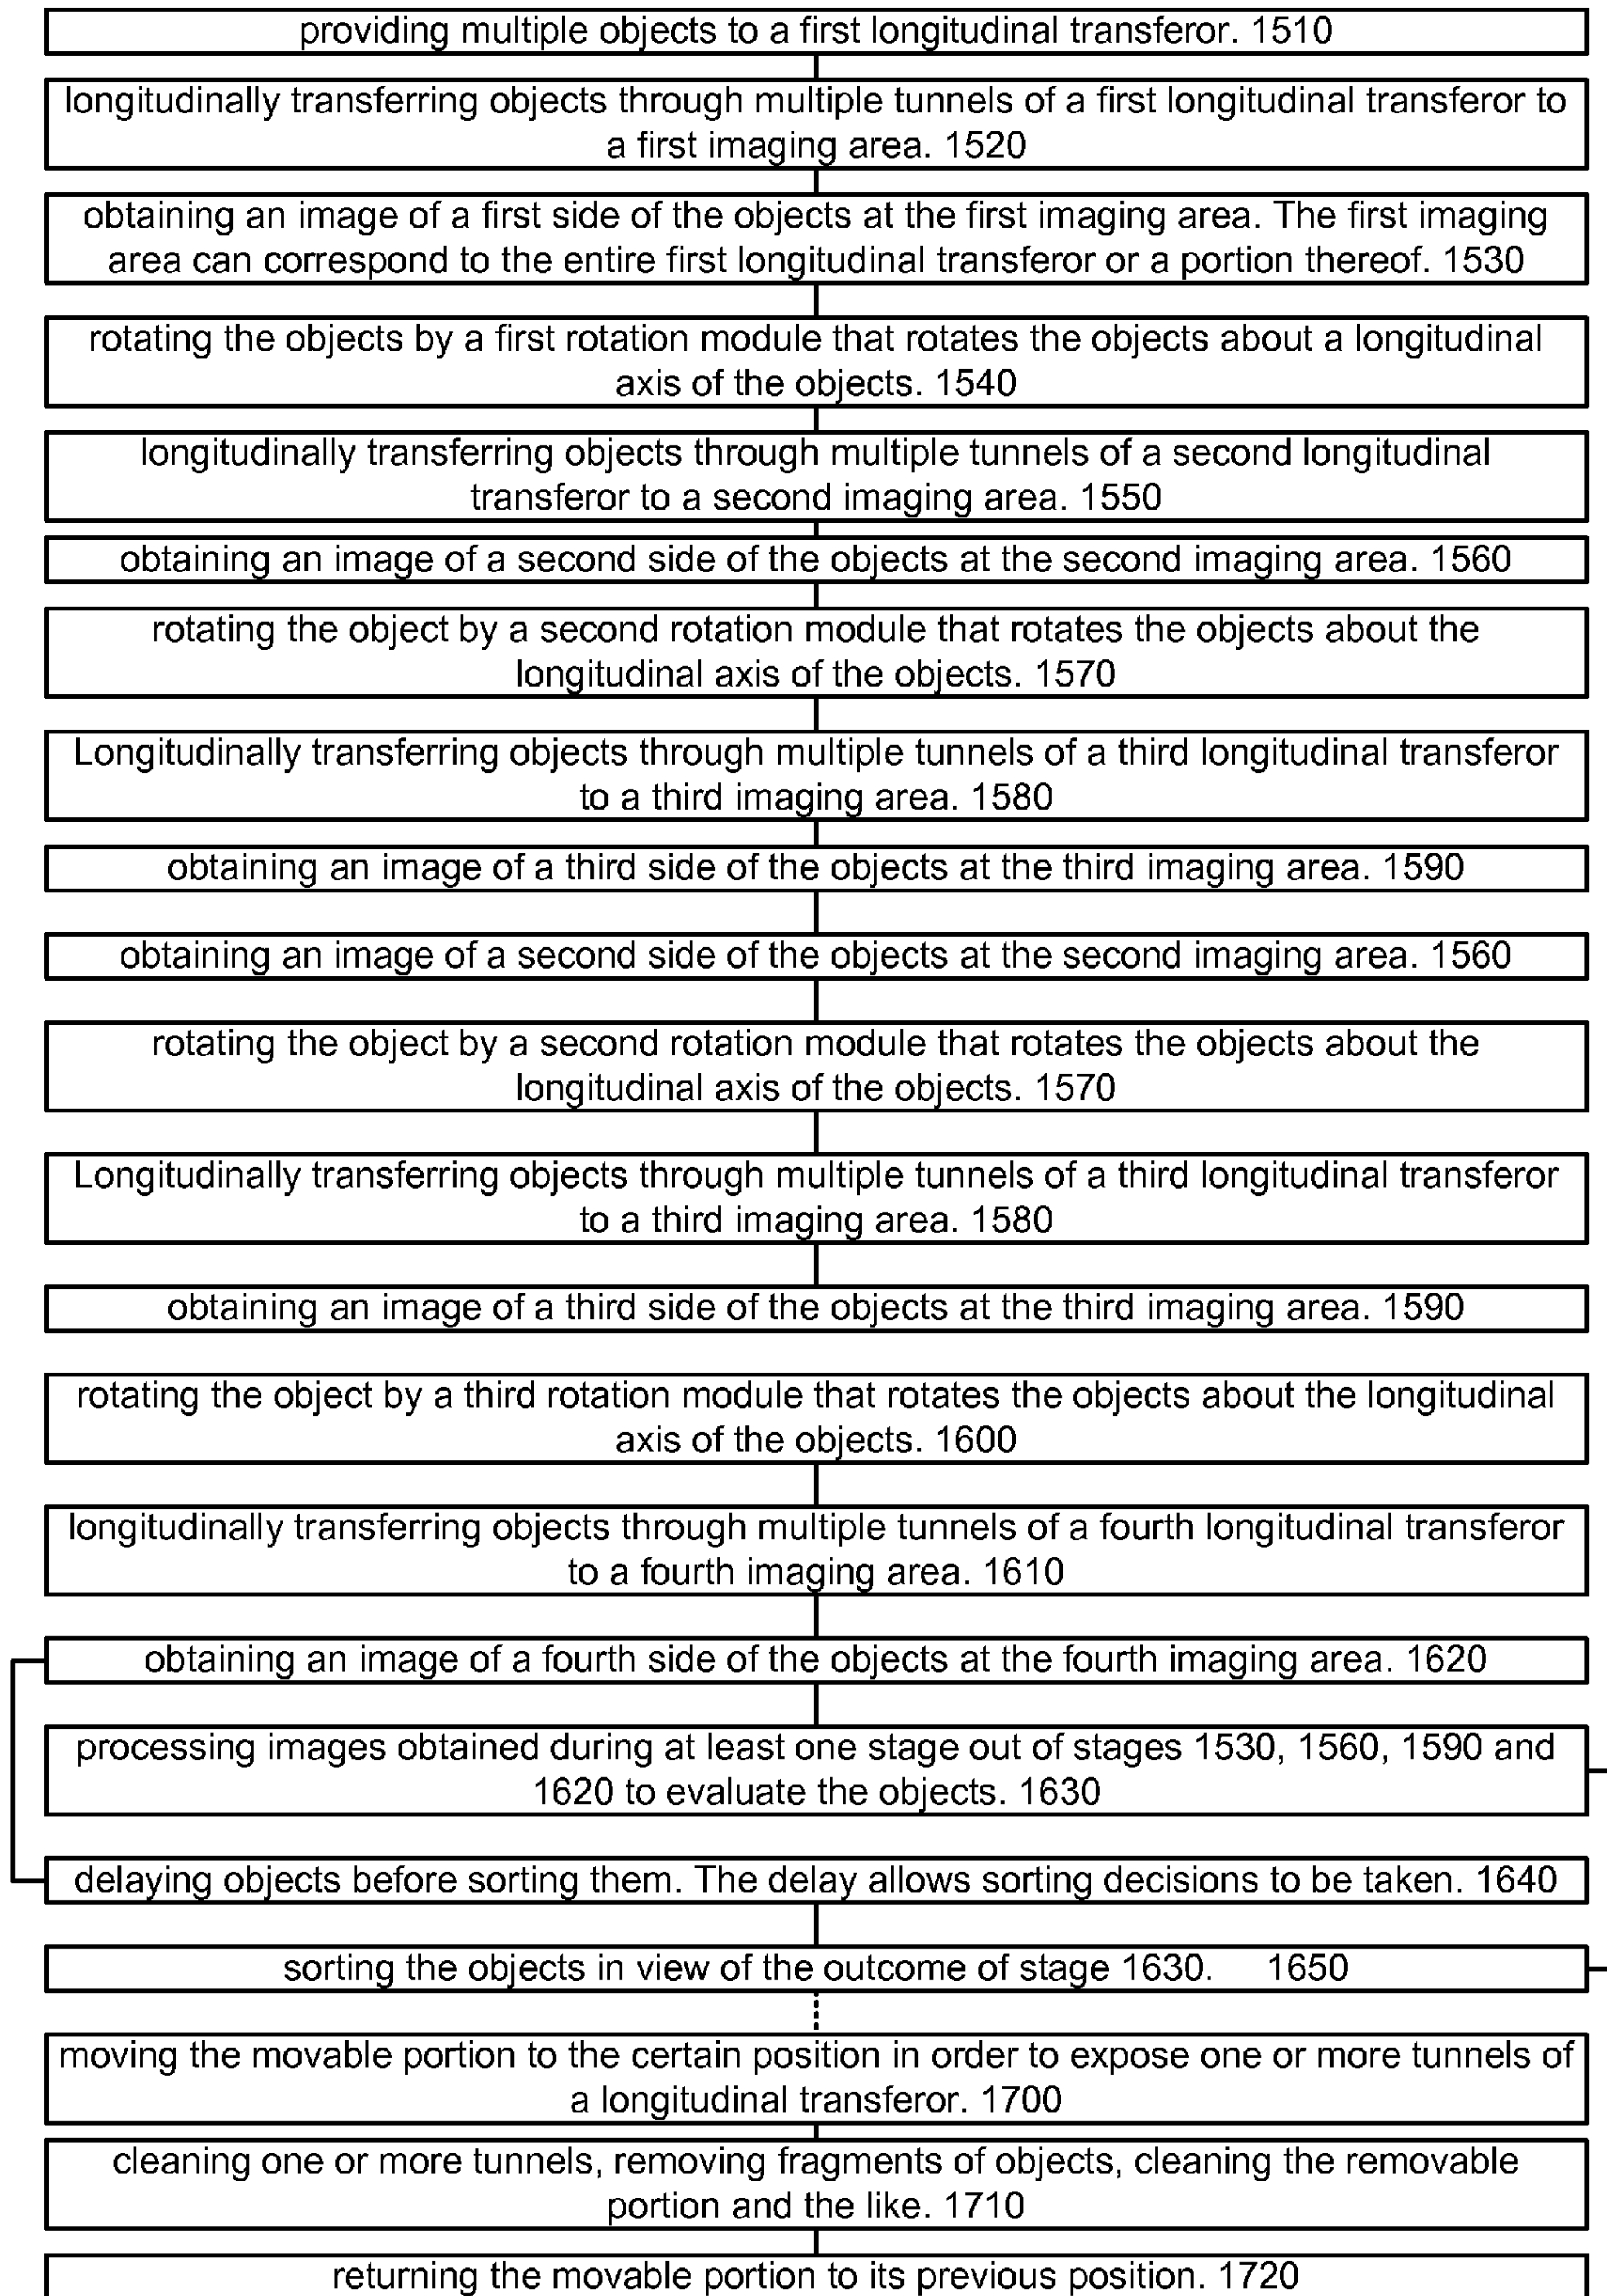 providing multiple objects to a first longitudinal transferor. 1510
longitudinally transferring objects through multiple tunnels of a first longitudinal transferor to
a first imaging area. 1520
obtaining an image of a first side of the objects at the first imaging area. The first imaging
area can correspond to the entire first longitudinal transferor or a portion thereof. 1530
rotating the objects by a first rotation module that rotates the objects about a longitudinal
axis of the objects. 1540
longitudinally transferring objects through multiple tunnels of a second longitudinal
transferor to a second imaging area. 1550
obtaining an image of a second side of the objects at the second imaging area. 1560
rotating the object by a second rotation module that rotates the objects about the
longitudinal axis of the objects. 1570
Longitudinally transferring objects through multiple tunnels of a third longitudinal transferor
to a third imaging area. 1580
obtaining an image of a third side of the objects at the third imaging area. 1590
obtaining an image of a second side of the objects at the second imaging area. 1560
rotating the object by a second rotation module that rotates the objects about the
longitudinal axis of the objects. 1570
Longitudinally transferring objects through multiple tunnels of a third longitudinal transferor
to a third imaging area. 1580
obtaining an image of a third side of the objects at the third imaging area. 1590
rotating the object by a third rotation module that rotates the objects about the longitudinal
axis of the objects. 1600
longitudinally transferring objects through multiple tunnels of a fourth longitudinal transferor
to a fourth imaging area. 1610
obtaining an image of a fourth side of the objects at the fourth imaging area. 1620
processing images obtained during at least one stage out of stages 1530, 1560, 1590 and
1620 to evaluate the objects. 1630
delaying objects before sorting them. The delay allows sorting decisions to be taken. 1640
sorting the objects in view of the outcome of stage 1630. 1650
moving the movable portion to the certain position in order to expose one or more tunnels of
a longitudinal transferor. 1700
cleaning one or more tunnels, removing fragments of objects, cleaning the removable
portion and the like. 1710
returning the movable portion to its previous position. 1720